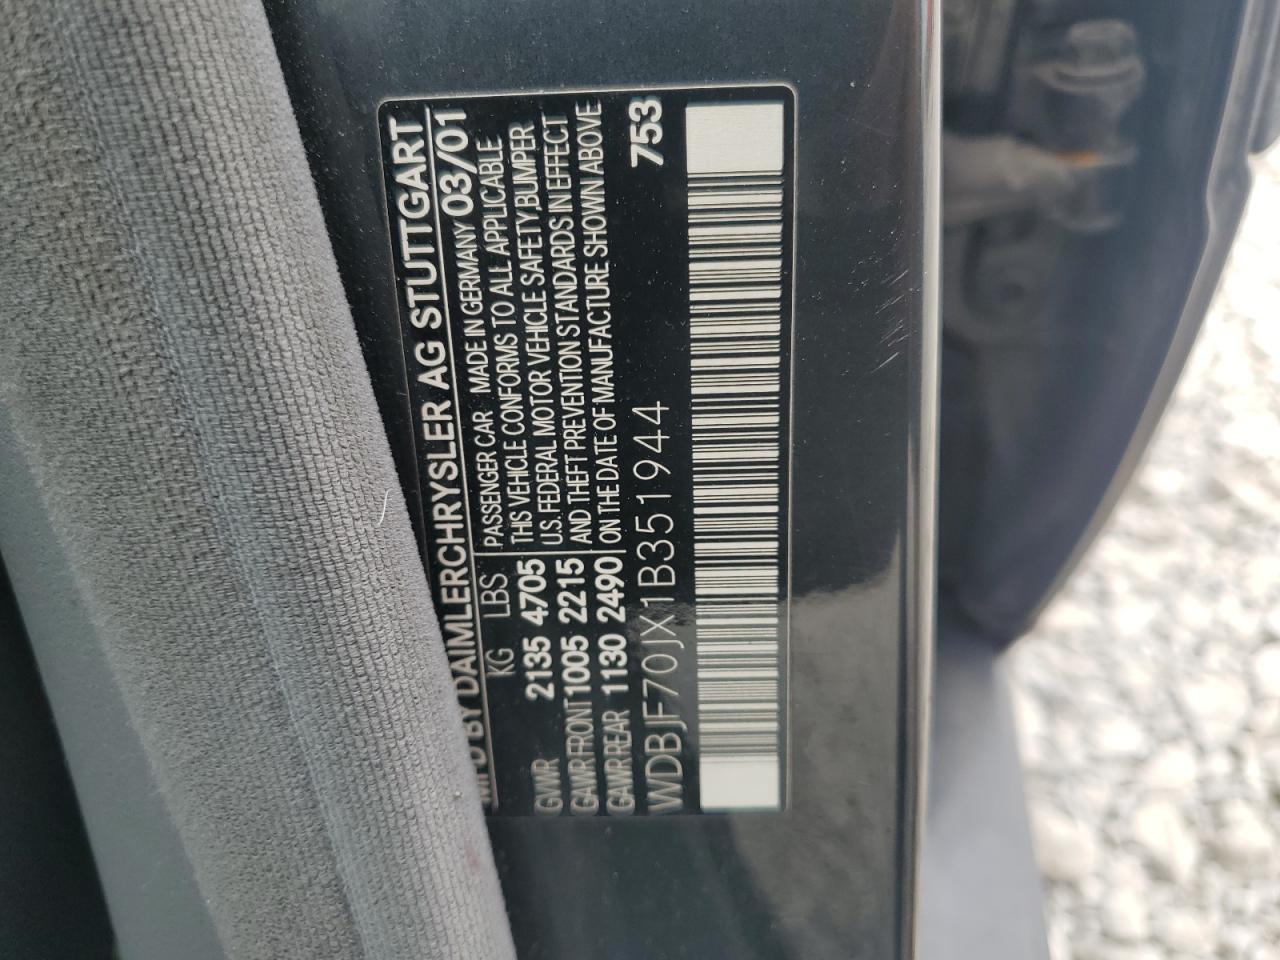 MFD BY DAIMLERCHRYSLER AG STUTTGART
KG LBS PASSENGER CAR MADE IN GERMANY 03/01
THIS VEHICLE CONFORMS TO ALL APPLICABLE
GVWR 2135 4705 U.S. FEDERAL MOTOR VEHICLE SAFETY,BUMPER
GAWR FRONT 1005 2215 AND THEFT PREVENTION STANDARDS IN EFFECT
GAWR REAR 1130 2490 ON THE DATE OF MANUFACTURE SHOWN ABOVE
WDBJF70JX1B351944 753